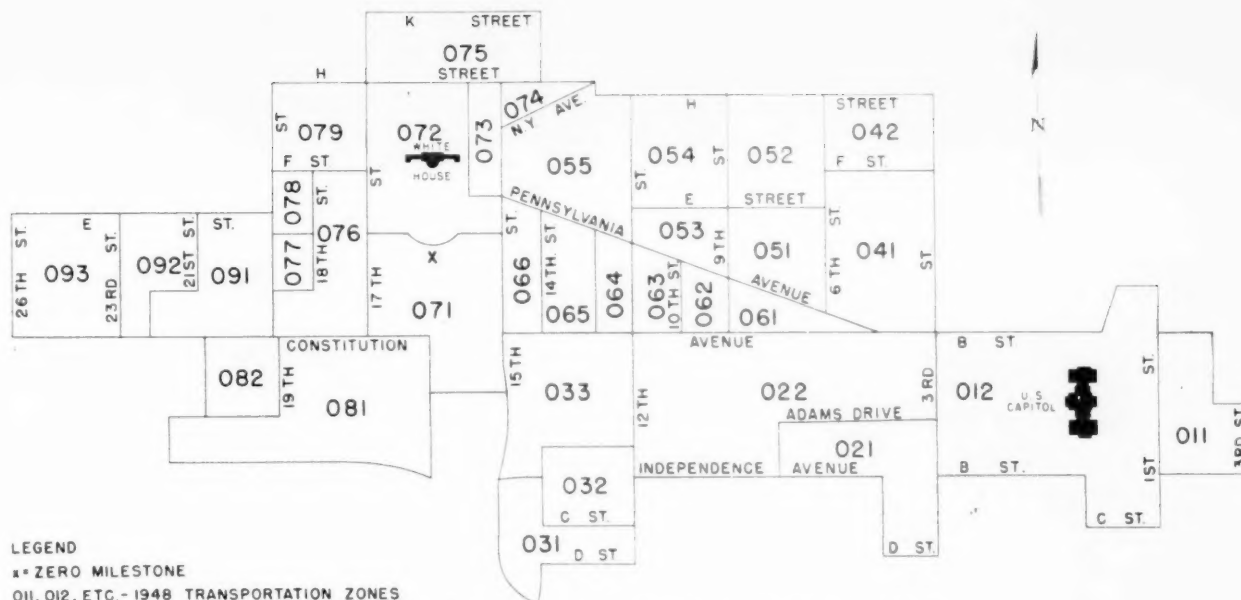 K STREET
075
H STREET
079
072
WHITE
HOUSE
073
074
N.Y. AVE.
055
H STREET
054
052
042
N
ST
F ST.
ST.
078
ST.
076
18TH
077
PENNSYLVANIA AVENUE
ST.
E STREET
F ST.
053
9TH
051
041
6TH ST.
ST
E ST.
26TH ST.
093
23RD ST.
092
21ST ST.
091
X
17TH
071
066
ST.
14TH. ST.
065
064
063
10TH ST.
062
061
CONSTITUTION AVENUE
B ST.
082
19TH
081
15TH
033
12TH
022
ADAMS DRIVE
3RD
012
U.S.
CAPITOL
1ST ST.
011
3RD ST.
021
INDEPENDENCE AVENUE
B ST.
032
C ST.
031
D ST
D ST.
C ST.
LEGEND
x = ZERO MILESTONE
011, 012, ETC.- 1948 TRANSPORTATION ZONES